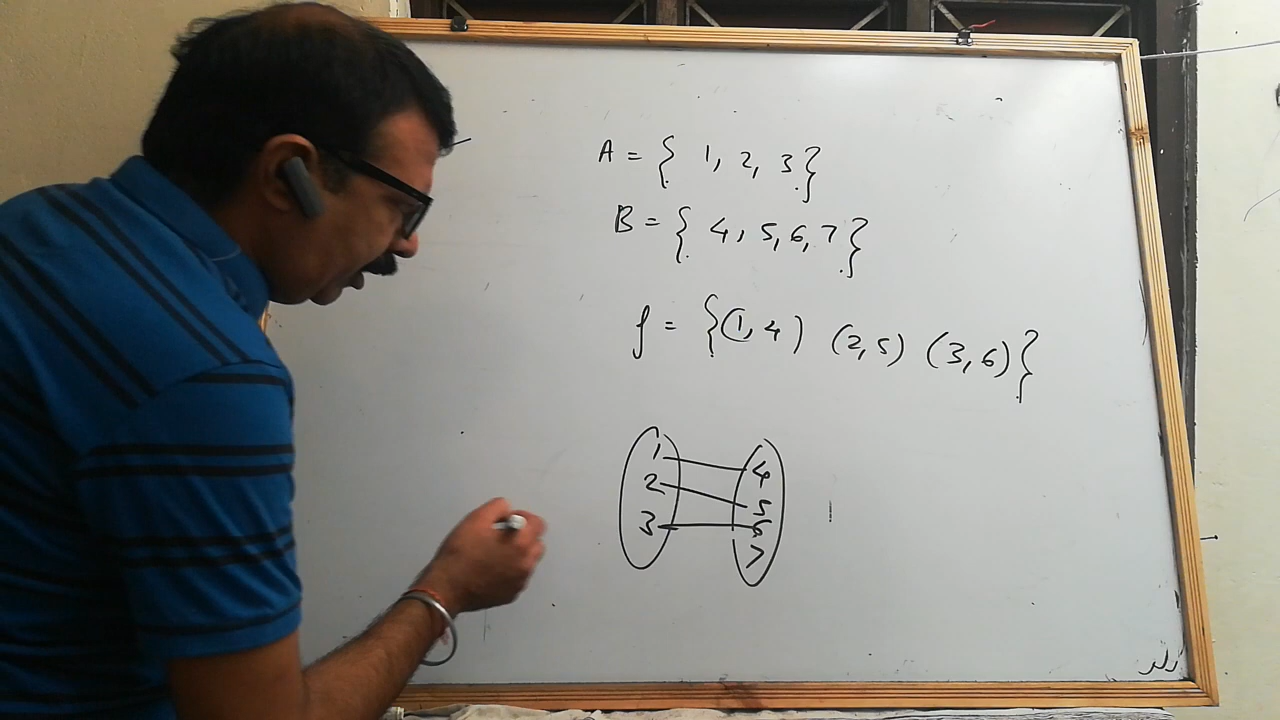 A = { 1, 2, 3 }
B = { 4, 5, 6, 7 }
f = { (1, 4) (2, 5) (3, 6) }
1 4
2 5
3 6
7